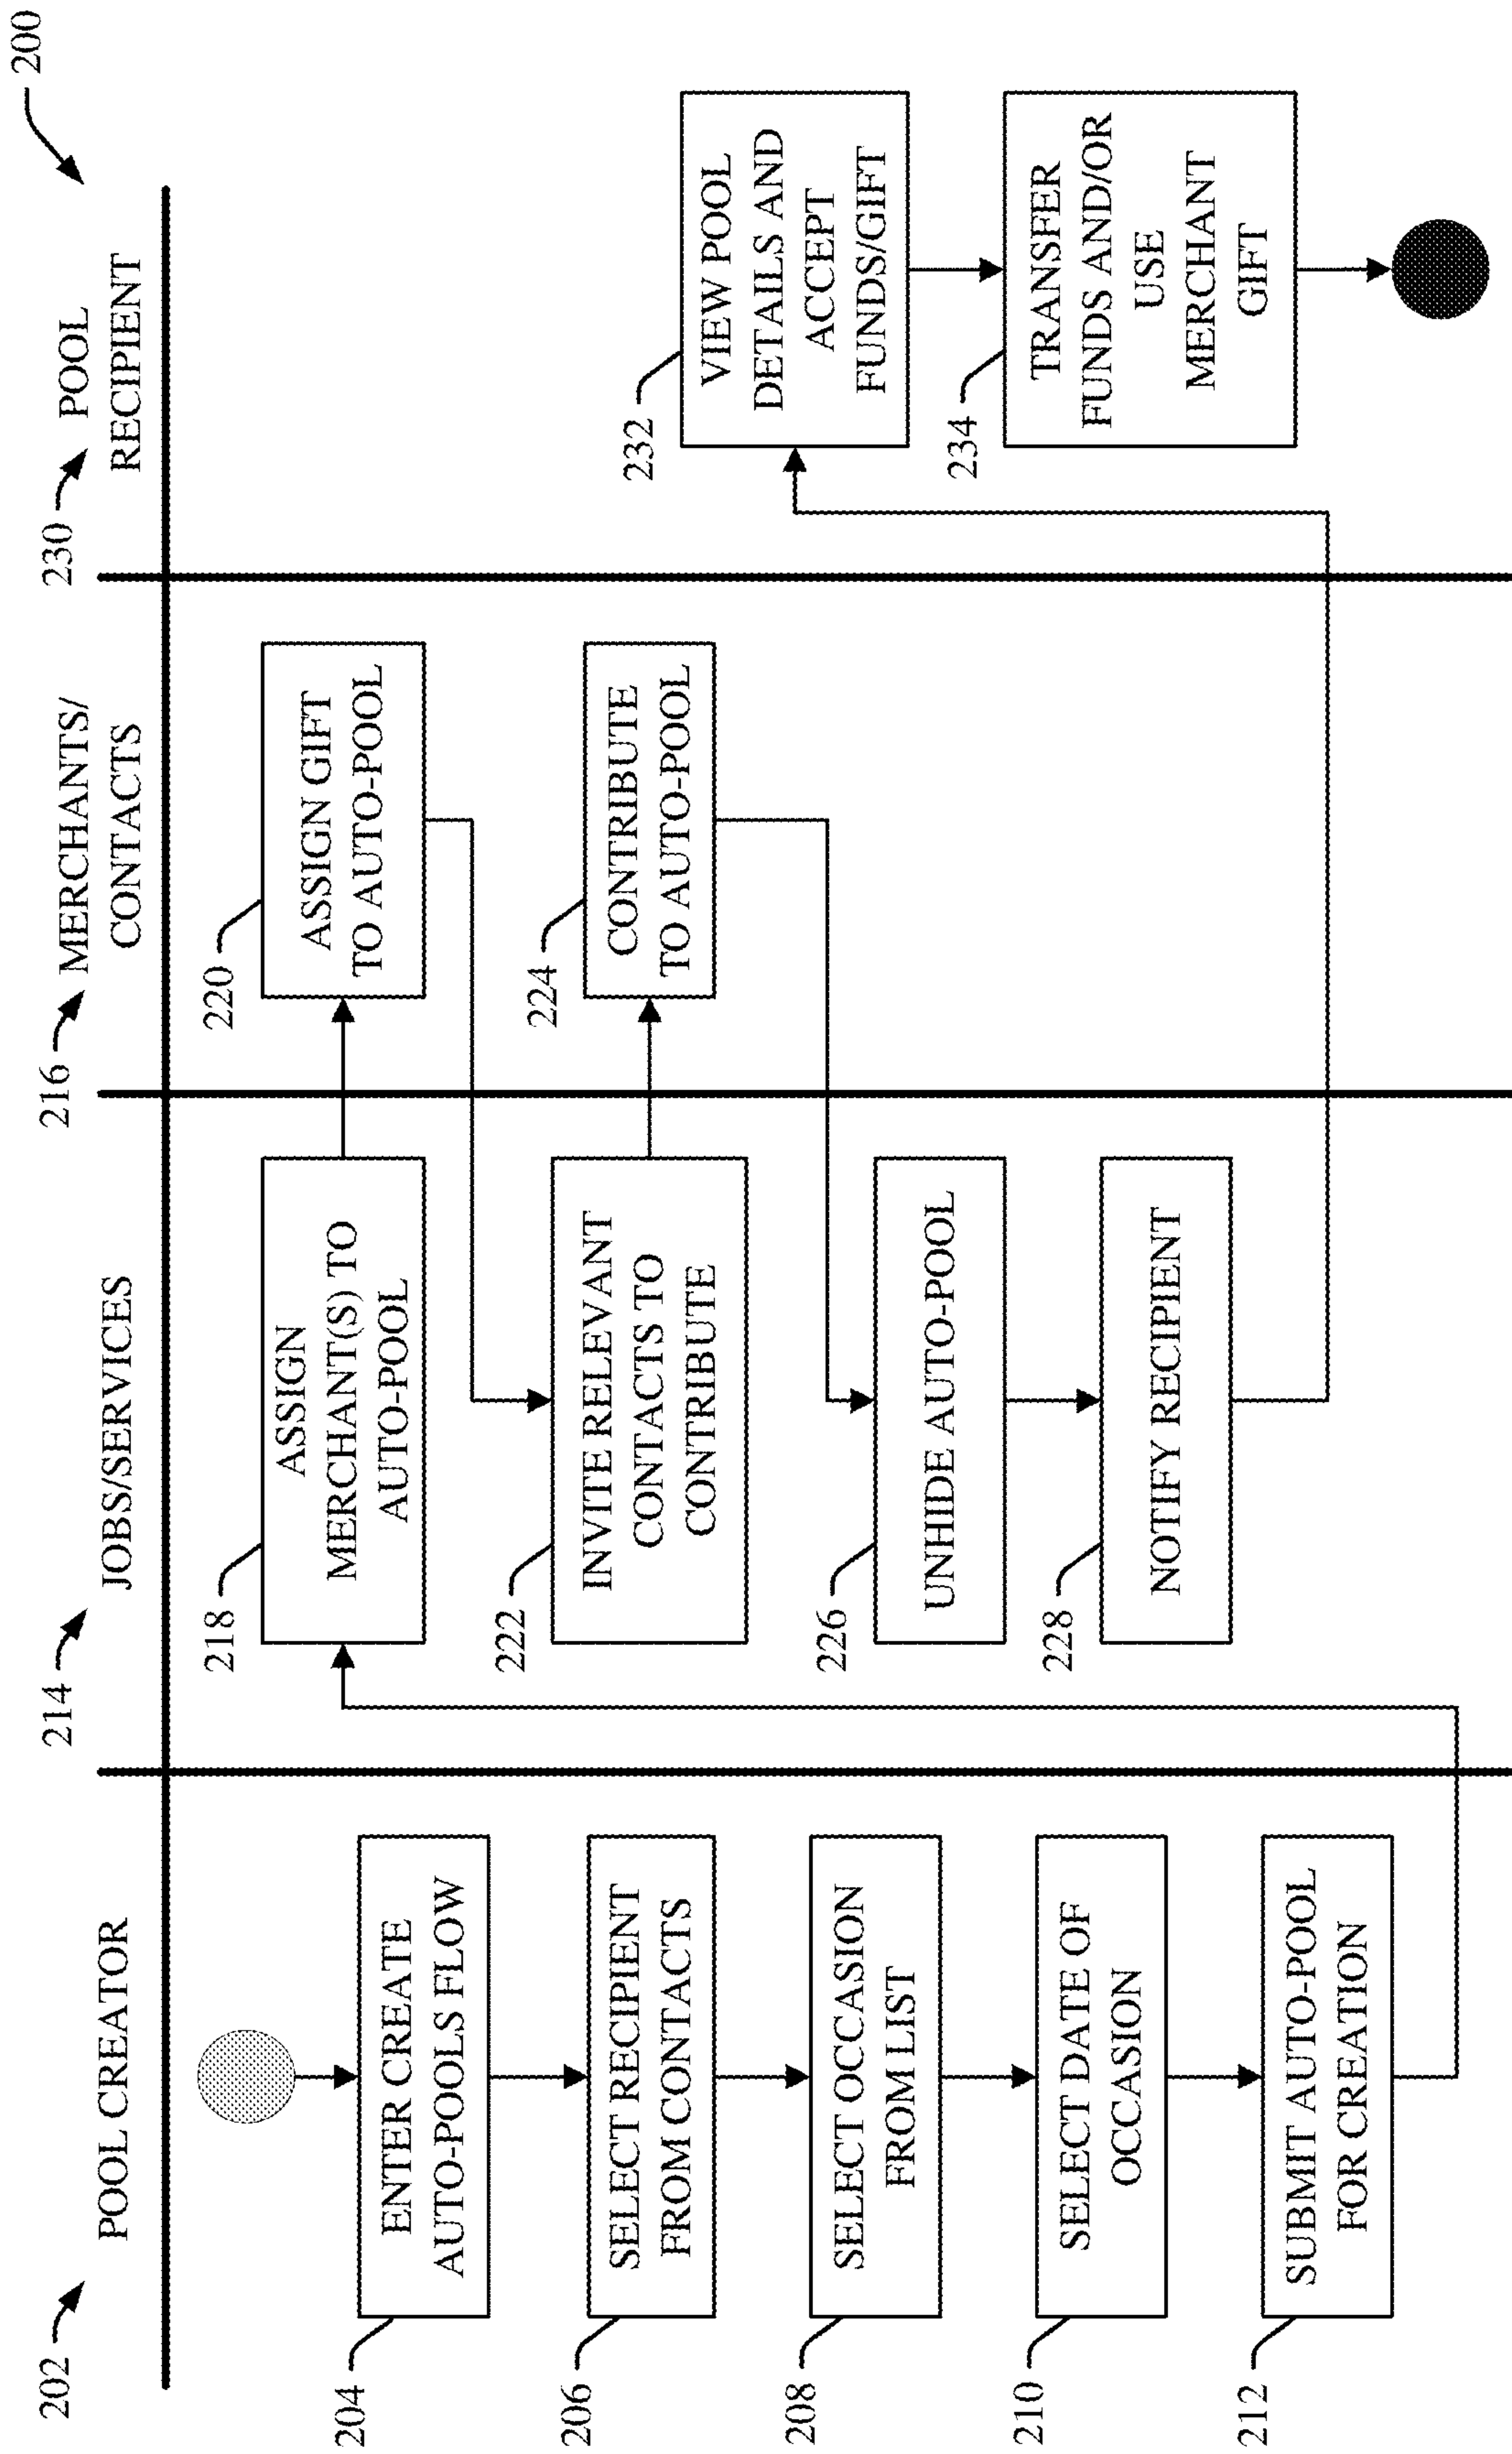 200
202
POOL CREATOR
204
ENTER CREATE
AUTO-POOLS FLOW
206
SELECT RECIPIENT
FROM CONTACTS
208
SELECT OCCASION
FROM LIST
210
SELECT DATE OF
OCCASION
212
SUBMIT AUTO-POOL
FOR CREATION
214
JOBS/SERVICES
218
ASSIGN
MERCHANT(S) TO
AUTO-POOL
222
INVITE RELEVANT
CONTACTS TO
CONTRIBUTE
226
UNHIDE AUTO-POOL
228
NOTIFY RECIPIENT
216
MERCHANTS/
CONTACTS
220
ASSIGN GIFT
TO AUTO-POOL
224
CONTRIBUTE
TO AUTO-POOL
230
POOL
RECIPIENT
232
VIEW POOL
DETAILS AND
ACCEPT
FUNDS/GIFT
234
TRANSFER
FUNDS AND/OR
USE
MERCHANT
GIFT